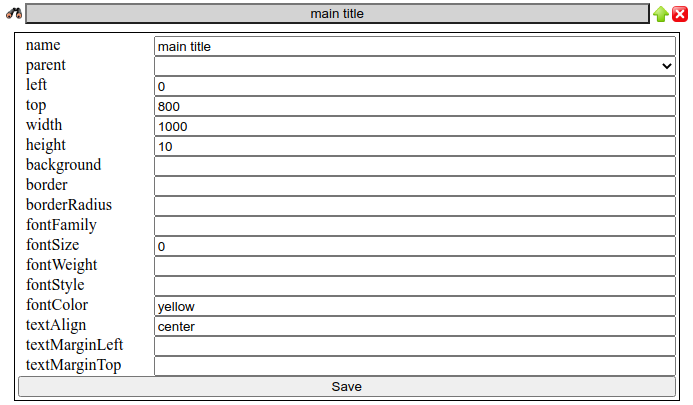 main title
name main title
parent
left 0
top 800
width 1000
height 10
background
border
borderRadius
fontFamily
fontSize 0
fontWeight
fontStyle
fontColor yellow
textAlign center
textMarginLeft
textMarginTop
Save